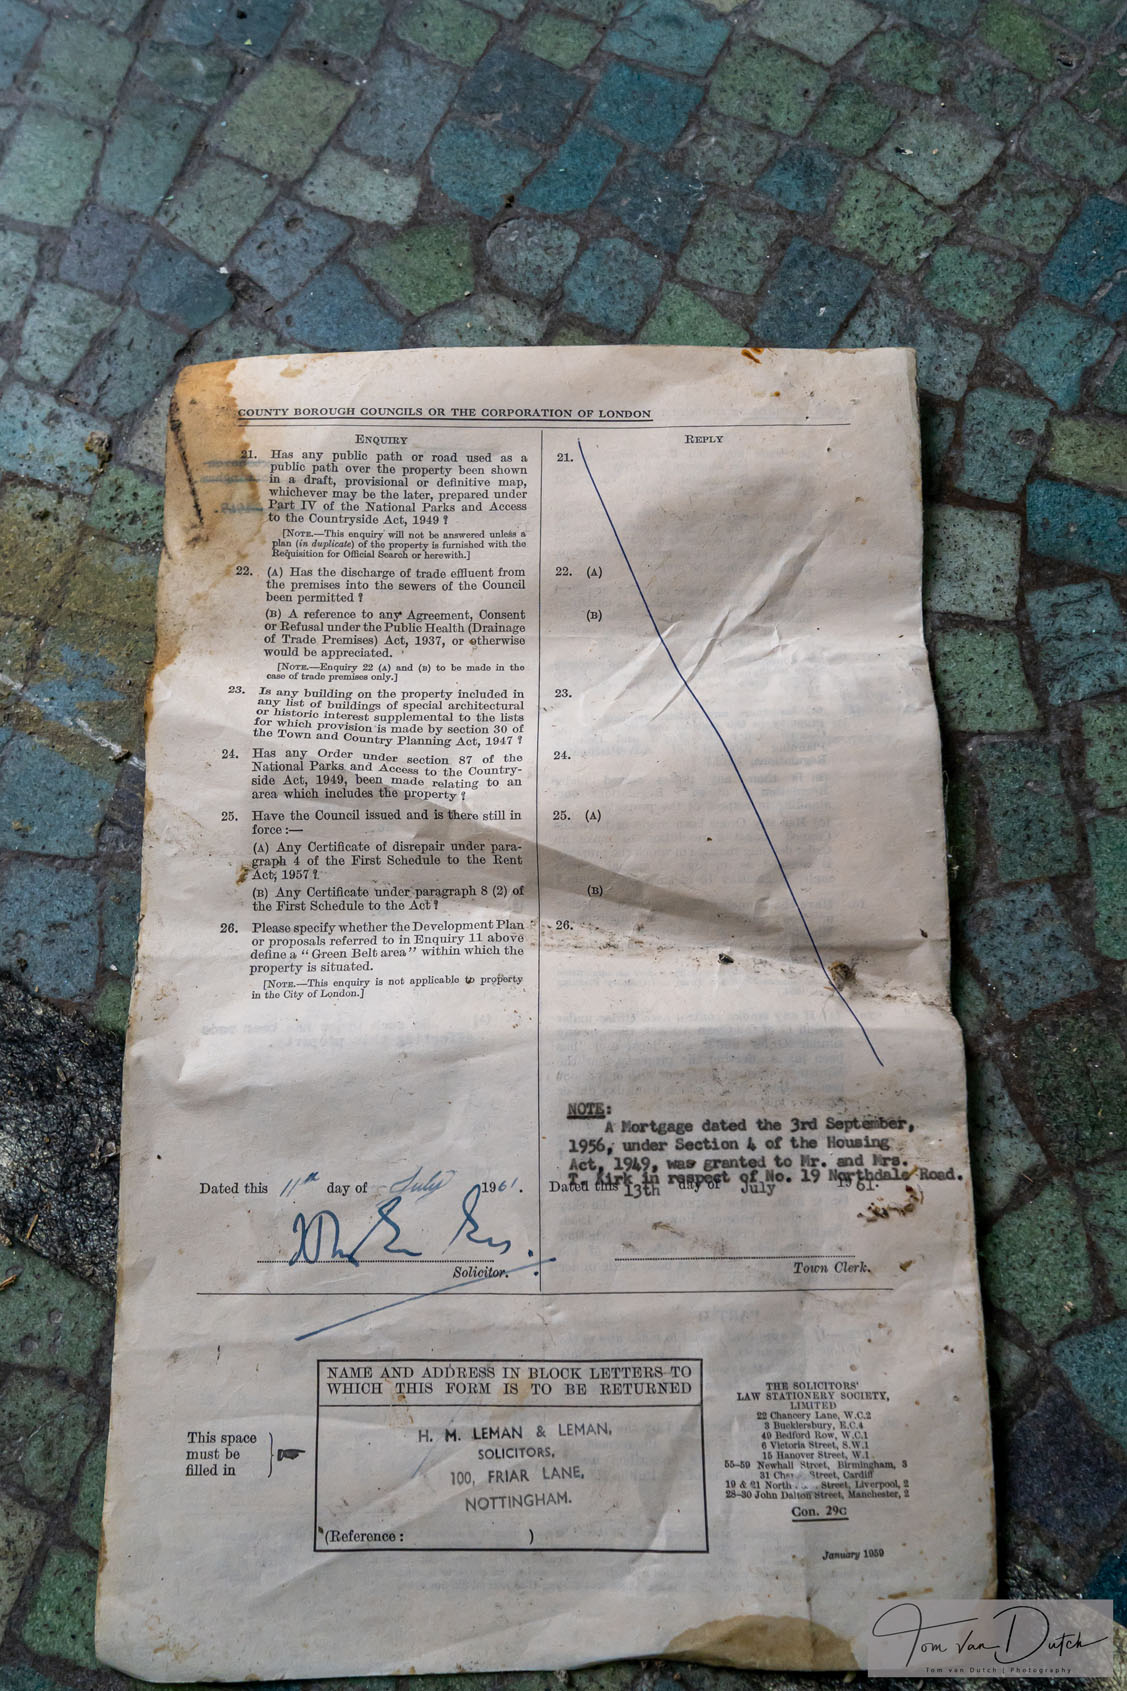 COUNTY BOROUGH COUNCILS OR THE CORPORATION OF LONDON
ENQUIRY
21. Has any public path or road used as a
public path over the property been shown
in a draft, provisional or definitive map,
whichever may be the later, prepared under
Part IV of the National Parks and Access
to the Countryside Act, 1949 ?
[NOTE.—This enquiry will not be answered unless a
plan (in duplicate) of the property is furnished with the
Requisition for Official Search or herewith.]
22. (A) Has the discharge of trade effluent from
the premises into the sewers of the Council
been permitted ?
(B) A reference to any Agreement, Consent
or Refusal under the Public Health (Drainage
of Trade Premises) Act, 1937, or otherwise
would be appreciated.
[NOTE.—Enquiry 22 (A) and (B) to be made in the
case of trade premises only.]
23. Is any building on the property included in
any list of buildings of special architectural
or historic interest supplemental to the lists
for which provision is made by section 30 of
the Town and Country Planning Act, 1947 ?
24. Has any Order under section 87 of the
National Parks and Access to the Country-
side Act, 1949, been made relating to an
area which includes the property ?
25. Have the Council issued and is there still in
force :—
(A) Any Certificate of disrepair under para-
graph 4 of the First Schedule to the Rent
Act, 1957 ?
(B) Any Certificate under paragraph 8 (2) of
the First Schedule to the Act ?
26. Please specify whether the Development Plan
or proposals referred to in Enquiry 11 above
define a " Green Belt area " within which the
property is situated.
[NOTE.—This enquiry is not applicable to property
in the City of London.]
REPLY
21.
22. (A)
(B)
23.
24.
25. (A)
(B)
26.
NOTE:
A Mortgage dated the 3rd September,
1956, under Section 4 of the Housing
Act, 1949, was granted to Mr. and Mrs.
T. Kirk in respect of No. 19 Northdale Road.
Dated this 11th day of July 1961.
Solicitor.
Dated this 13th day of July 1961.
Town Clerk.
NAME AND ADDRESS IN BLOCK LETTERS TO
WHICH THIS FORM IS TO BE RETURNED
This space
must be
filled in
H. M. LEMAN & LEMAN,
SOLICITORS,
100, FRIAR LANE,
NOTTINGHAM.
(Reference : )
THE SOLICITORS'
LAW STATIONERY SOCIETY,
LIMITED
22 Chancery Lane, W.C.2
3 Bucklersbury, E.C.4
49 Bedford Row, W.C.1
6 Victoria Street, S.W.1
15 Hanover Street, W.1
55–59 Newhall Street, Birmingham, 3
31 Street, Cardiff
19 & 21 North Street, Liverpool, 2
28–30 John Dalton Street, Manchester, 2
Con. 29C
January 1959
Tom van Dutch
Tom van Dutch | Photography